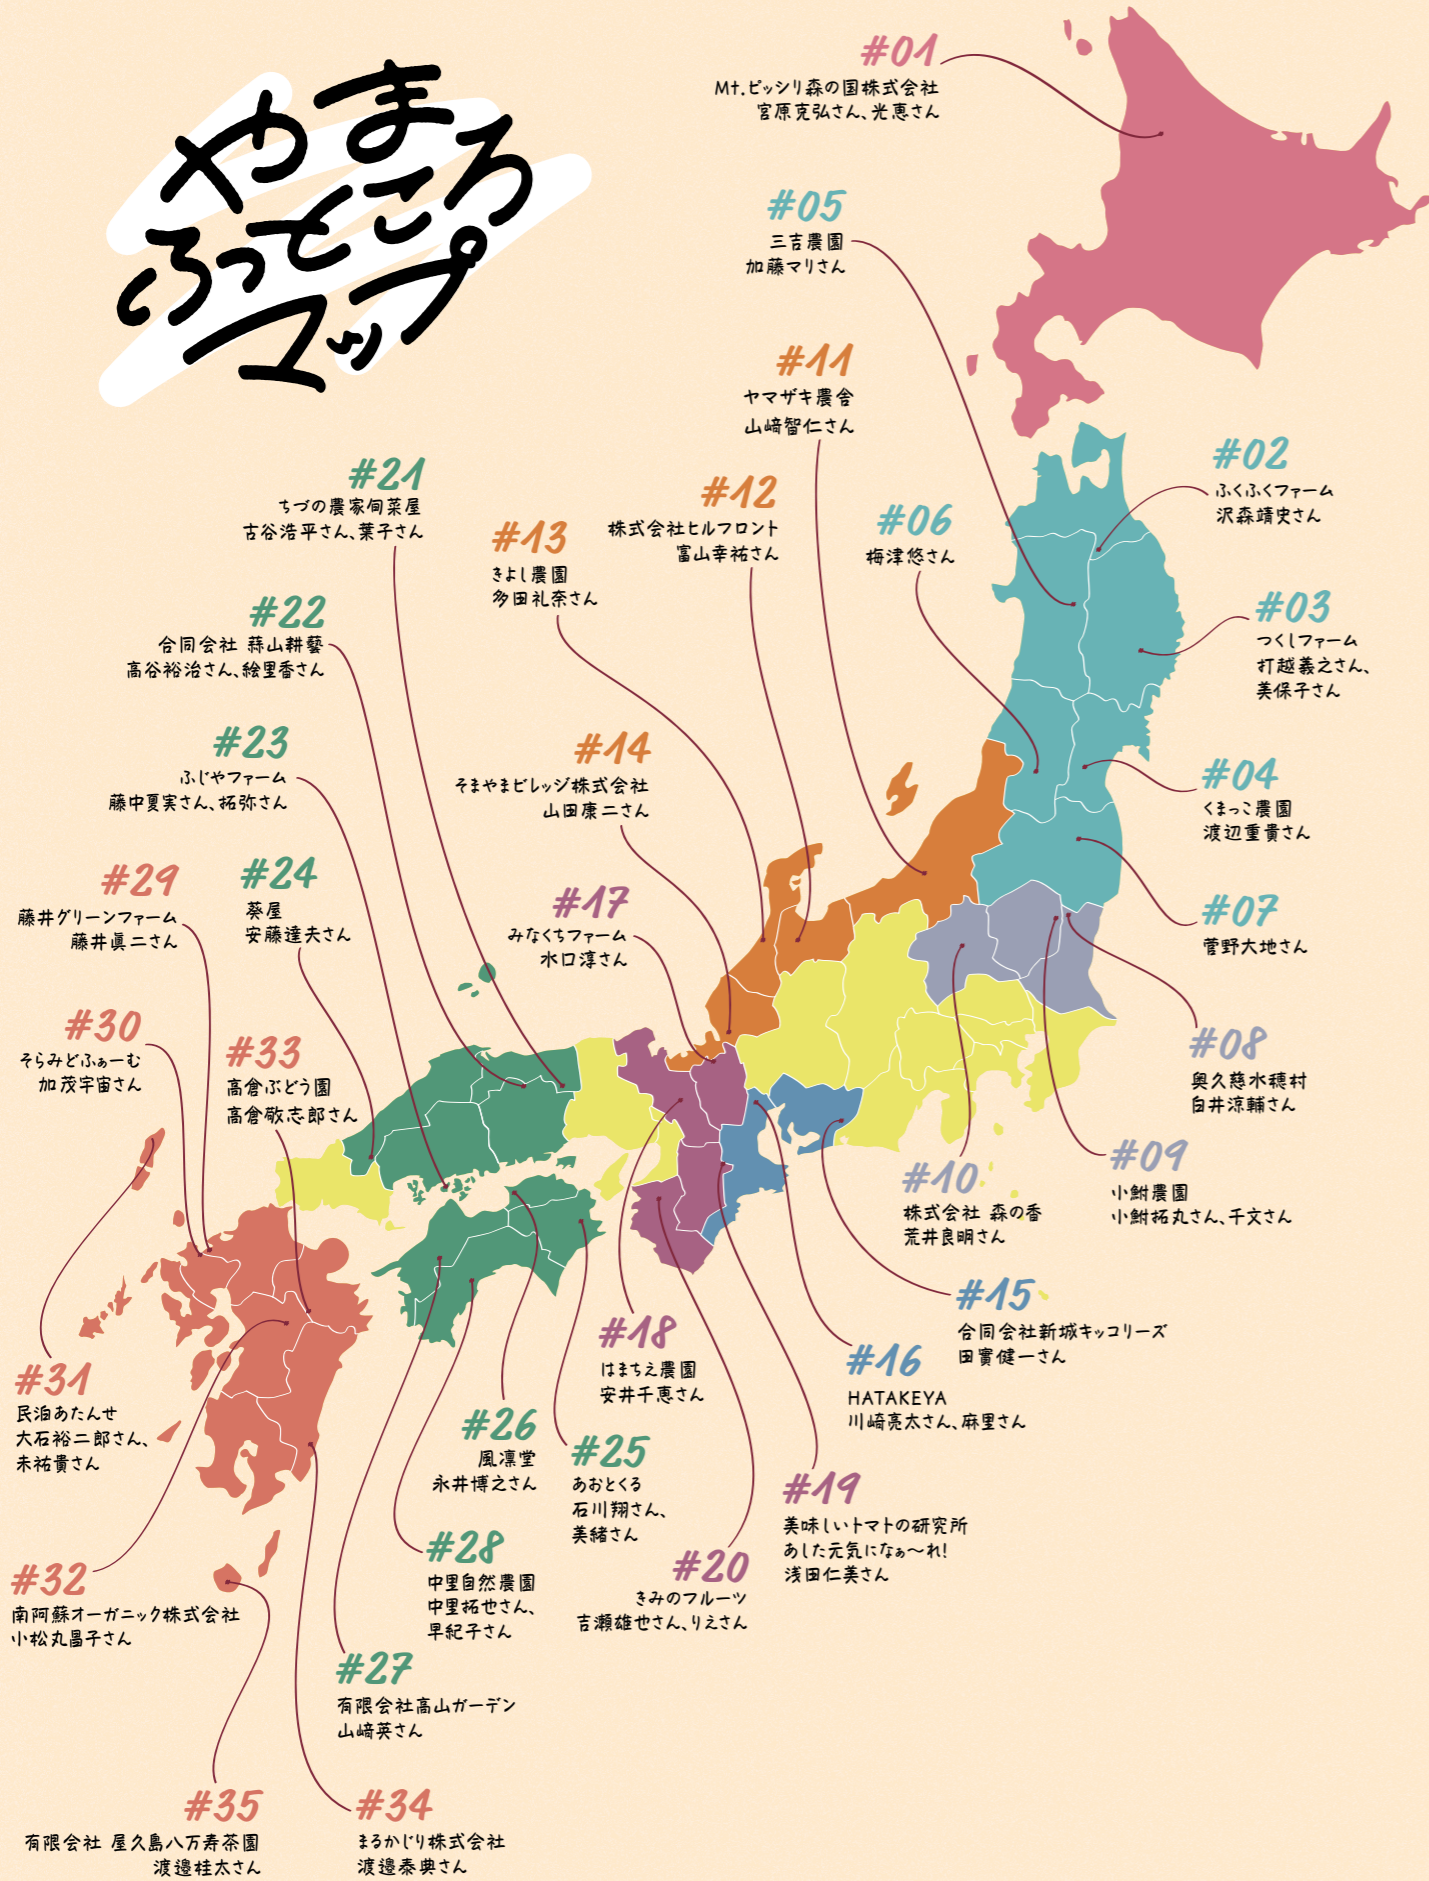 やま
ふっところ
マップ
#01
Mt.ピッシリ森の国株式会社
宮原克弘さん、光恵さん
#05
三吉農園
加藤マリさん
#11
ヤマザキ農舎
山﨑智仁さん
#02
ふくふくファーム
沢森靖史さん
#21
ちづの農家旬菜屋
古谷浩平さん、葉子さん
#12
株式会社ヒルフロント
富山幸祐さん
#06
梅津悠さん
#13
きよし農園
多田礼奈さん
#22
合同会社 蒜山耕藝
高谷裕治さん、絵里香さん
#03
つくしファーム
打越義之さん、
美保子さん
#23
ふじやファーム
藤中夏実さん、拓弥さん
#14
そまやまビレッジ株式会社
山田康二さん
#04
くまっこ農園
渡辺重貴さん
#29
藤井グリーンファーム
藤井眞二さん
#24
葵屋
安藤達夫さん
#17
みなくちファーム
水口淳さん
#07
菅野大地さん
#30
そらみどふぁーむ
加茂宇宙さん
#33
高倉ぶどう園
高倉敬志郎さん
#08
奥久慈水穂村
白井涼輔さん
#10
株式会社 森の香
荒井良明さん
#09
小鮒農園
小鮒拓丸さん、千文さん
#15
合同会社新城キッコリーズ
田實健一さん
#18
はまちえ農園
安井千恵さん
#16
HATAKEYA
川崎亮太さん、麻里さん
#31
民泊あたんせ
大石裕二郎さん、
未祐貴さん
#26
風凛堂
永井博之さん
#25
あおとくる
石川翔さん、
美緒さん
#19
美味しいトマトの研究所
あした元気になぁ〜れ!
浅田仁美さん
#28
中里自然農園
中里拓也さん、
早紀子さん
#20
きみのフルーツ
吉瀬雄也さん、りえさん
#32
南阿蘇オーガニック株式会社
小松丸昌子さん
#27
有限会社高山ガーデン
山﨑英さん
#35
有限会社 屋久島八万寿茶園
渡邉桂太さん
#34
まるかじり株式会社
渡邉泰典さん